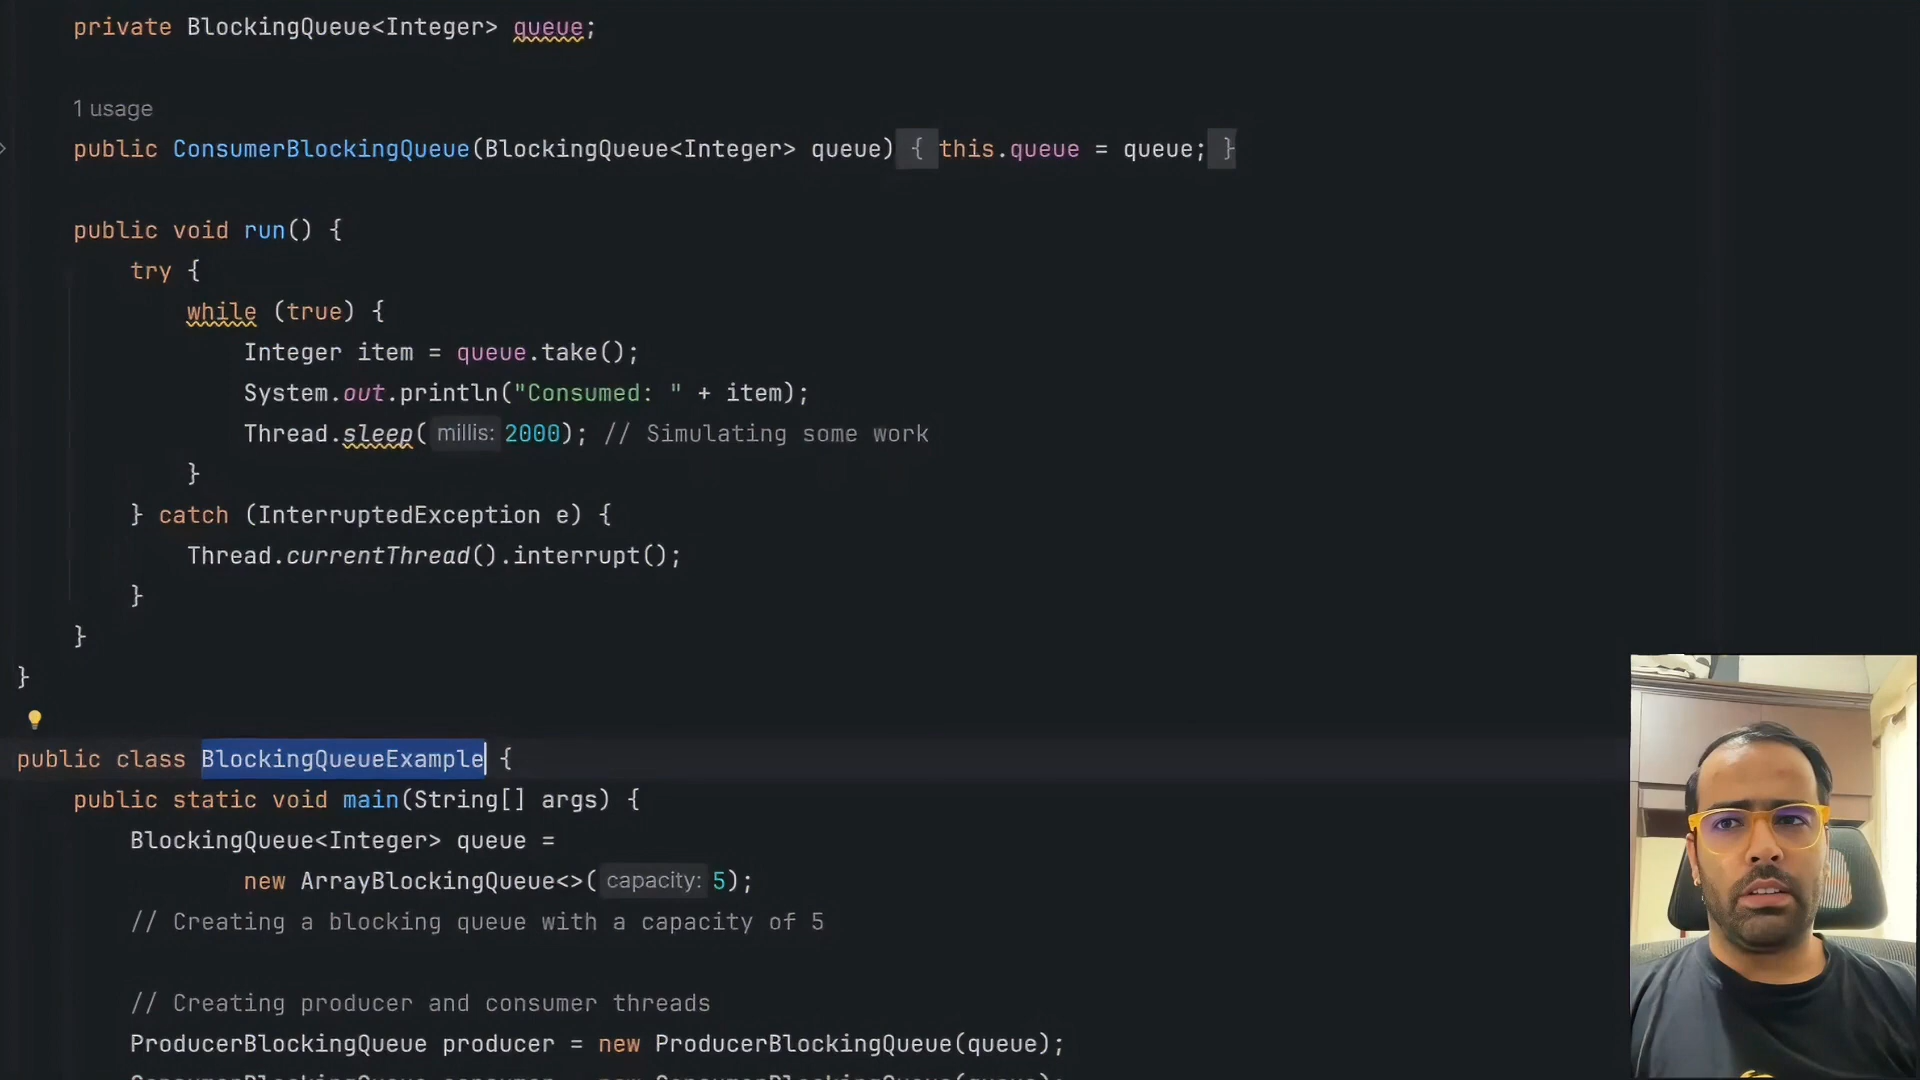 private BlockingQueue<Integer> queue;
1 usage
public ConsumerBlockingQueue(BlockingQueue<Integer> queue) { this.queue = queue; }
public void run() {
try {
while (true) {
Integer item = queue.take();
System.out.println("Consumed: " + item);
Thread.sleep( millis: 2000); // Simulating some work
}
} catch (InterruptedException e) {
Thread.currentThread().interrupt();
}
}
}
public class BlockingQueueExample {
public static void main(String[] args) {
BlockingQueue<Integer> queue =
new ArrayBlockingQueue<>( capacity: 5);
// Creating a blocking queue with a capacity of 5
// Creating producer and consumer threads
ProducerBlockingQueue producer = new ProducerBlockingQueue(queue);